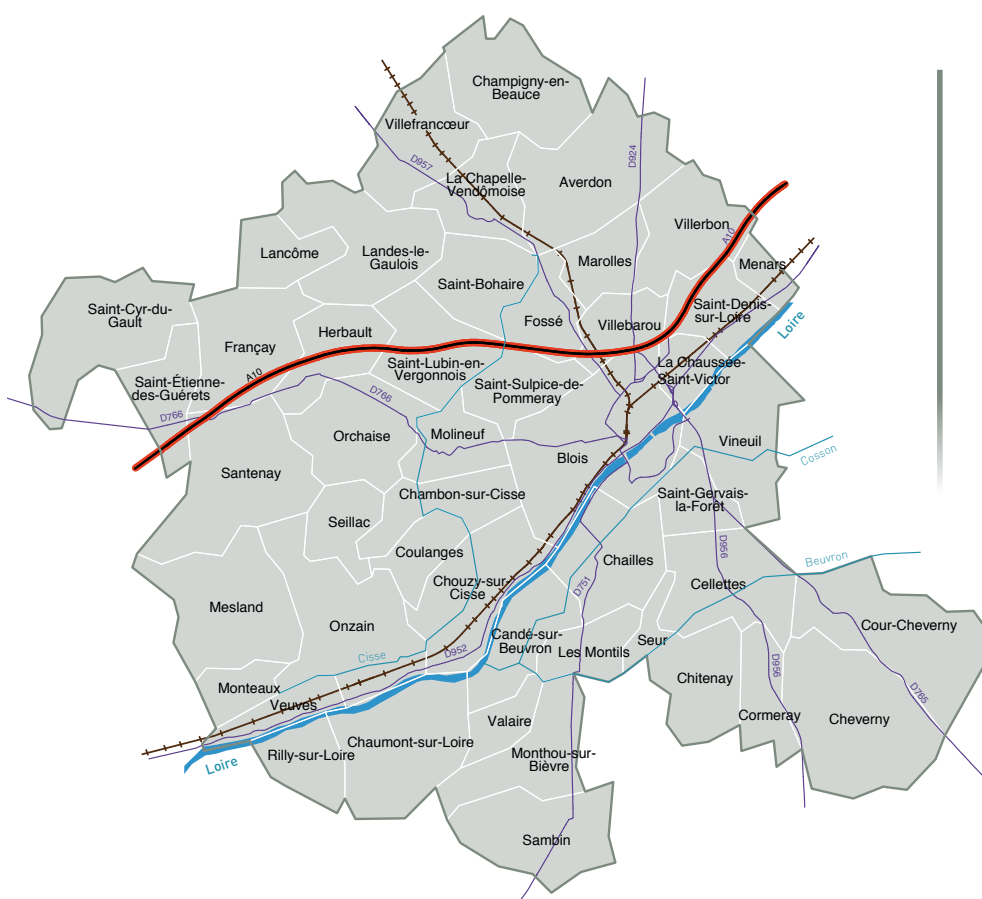 Champigny-en-
Beauce
Villefrancœur
D957
D924
La Chapelle-
Vendômoise
Averdon
Villerbon
A10
Lancôme
Landes-le-
Gaulois
Marolles
Menars
Saint-Bohaire
Saint-Cyr-du-
Gault
Saint-Denis-
sur-Loire
Loire
Fossé
Villebarou
Herbault
Françay
Saint-Lubin-en-
Vergonnois
La Chaussée-
Saint-Victor
A10
Saint-Étienne-
des-Guérets
Saint-Sulpice-de-
Pommeray
D766
D766
Orchaise
Molineuf
Vineuil
Cosson
Blois
Santenay
Chambon-sur-Cisse
Saint-Gervais-
la-Forêt
Seillac
Coulanges
D956
Chailles
Beuvron
Chouzy-sur-
Cisse
D751
Cellettes
Mesland
Onzain
Cour-Cheverny
Candé-sur-
Beuvron
Les Montils
Seur
D952
Cisse
D956
Chitenay
D765
Monteaux
Veuves
Cormeray
Cheverny
Valaire
Chaumont-sur-Loire
Rilly-sur-Loire
Loire
Monthou-sur-
Bièvre
Sambin